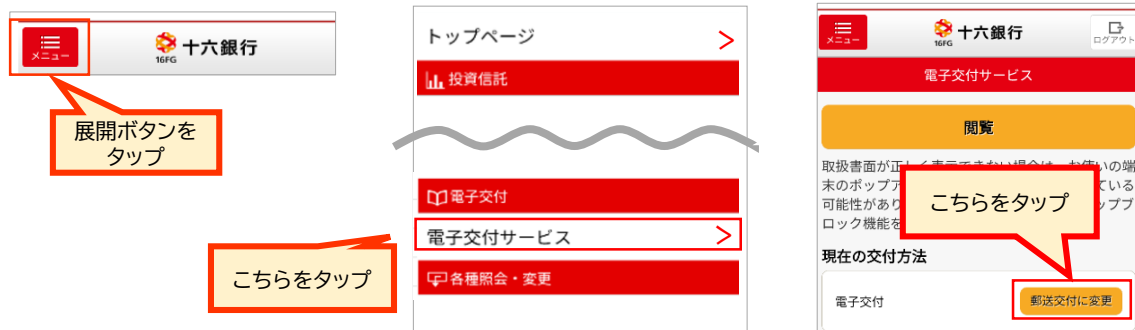 メニュー
16FG
十六銀行
展開ボタンを
タップ
トップページ
投資信託
電子交付
電子交付サービス
こちらをタップ
各種照会・変更
メニュー
16FG
十六銀行
ログアウト
電子交付サービス
閲覧
取扱書面が正しく表示できない場合は、お使いの端
末のポップア ている
可能性があり ップブ
ロック機能を
こちらをタップ
現在の交付方法
電子交付
郵送交付に変更